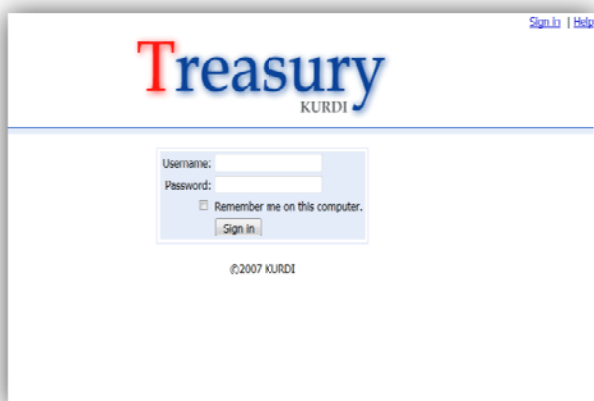 Sign in | Help
Treasury
KURDI
Username:
Password:
Remember me on this computer.
Sign in
©2007 KURDI